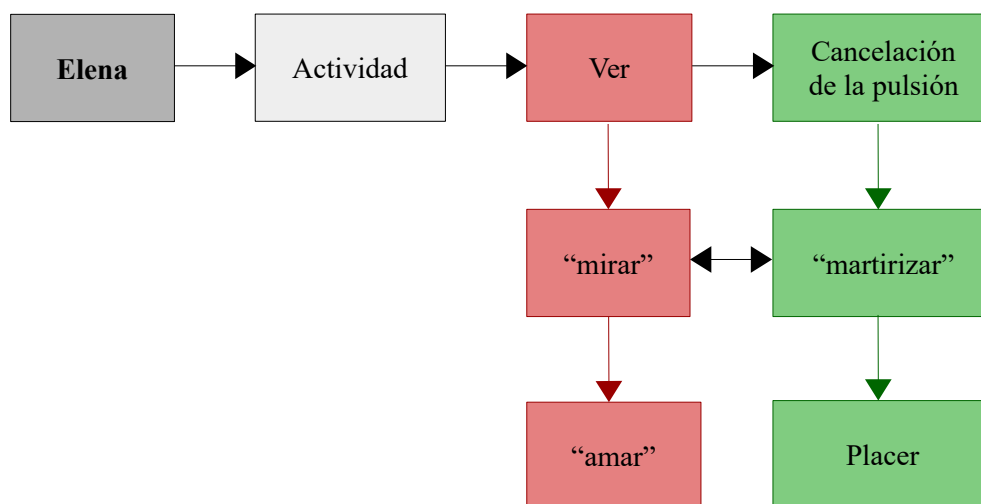 Elena
Actividad
Ver
Cancelación
de la pulsión
“mirar”
“martirizar”
“amar”
Placer